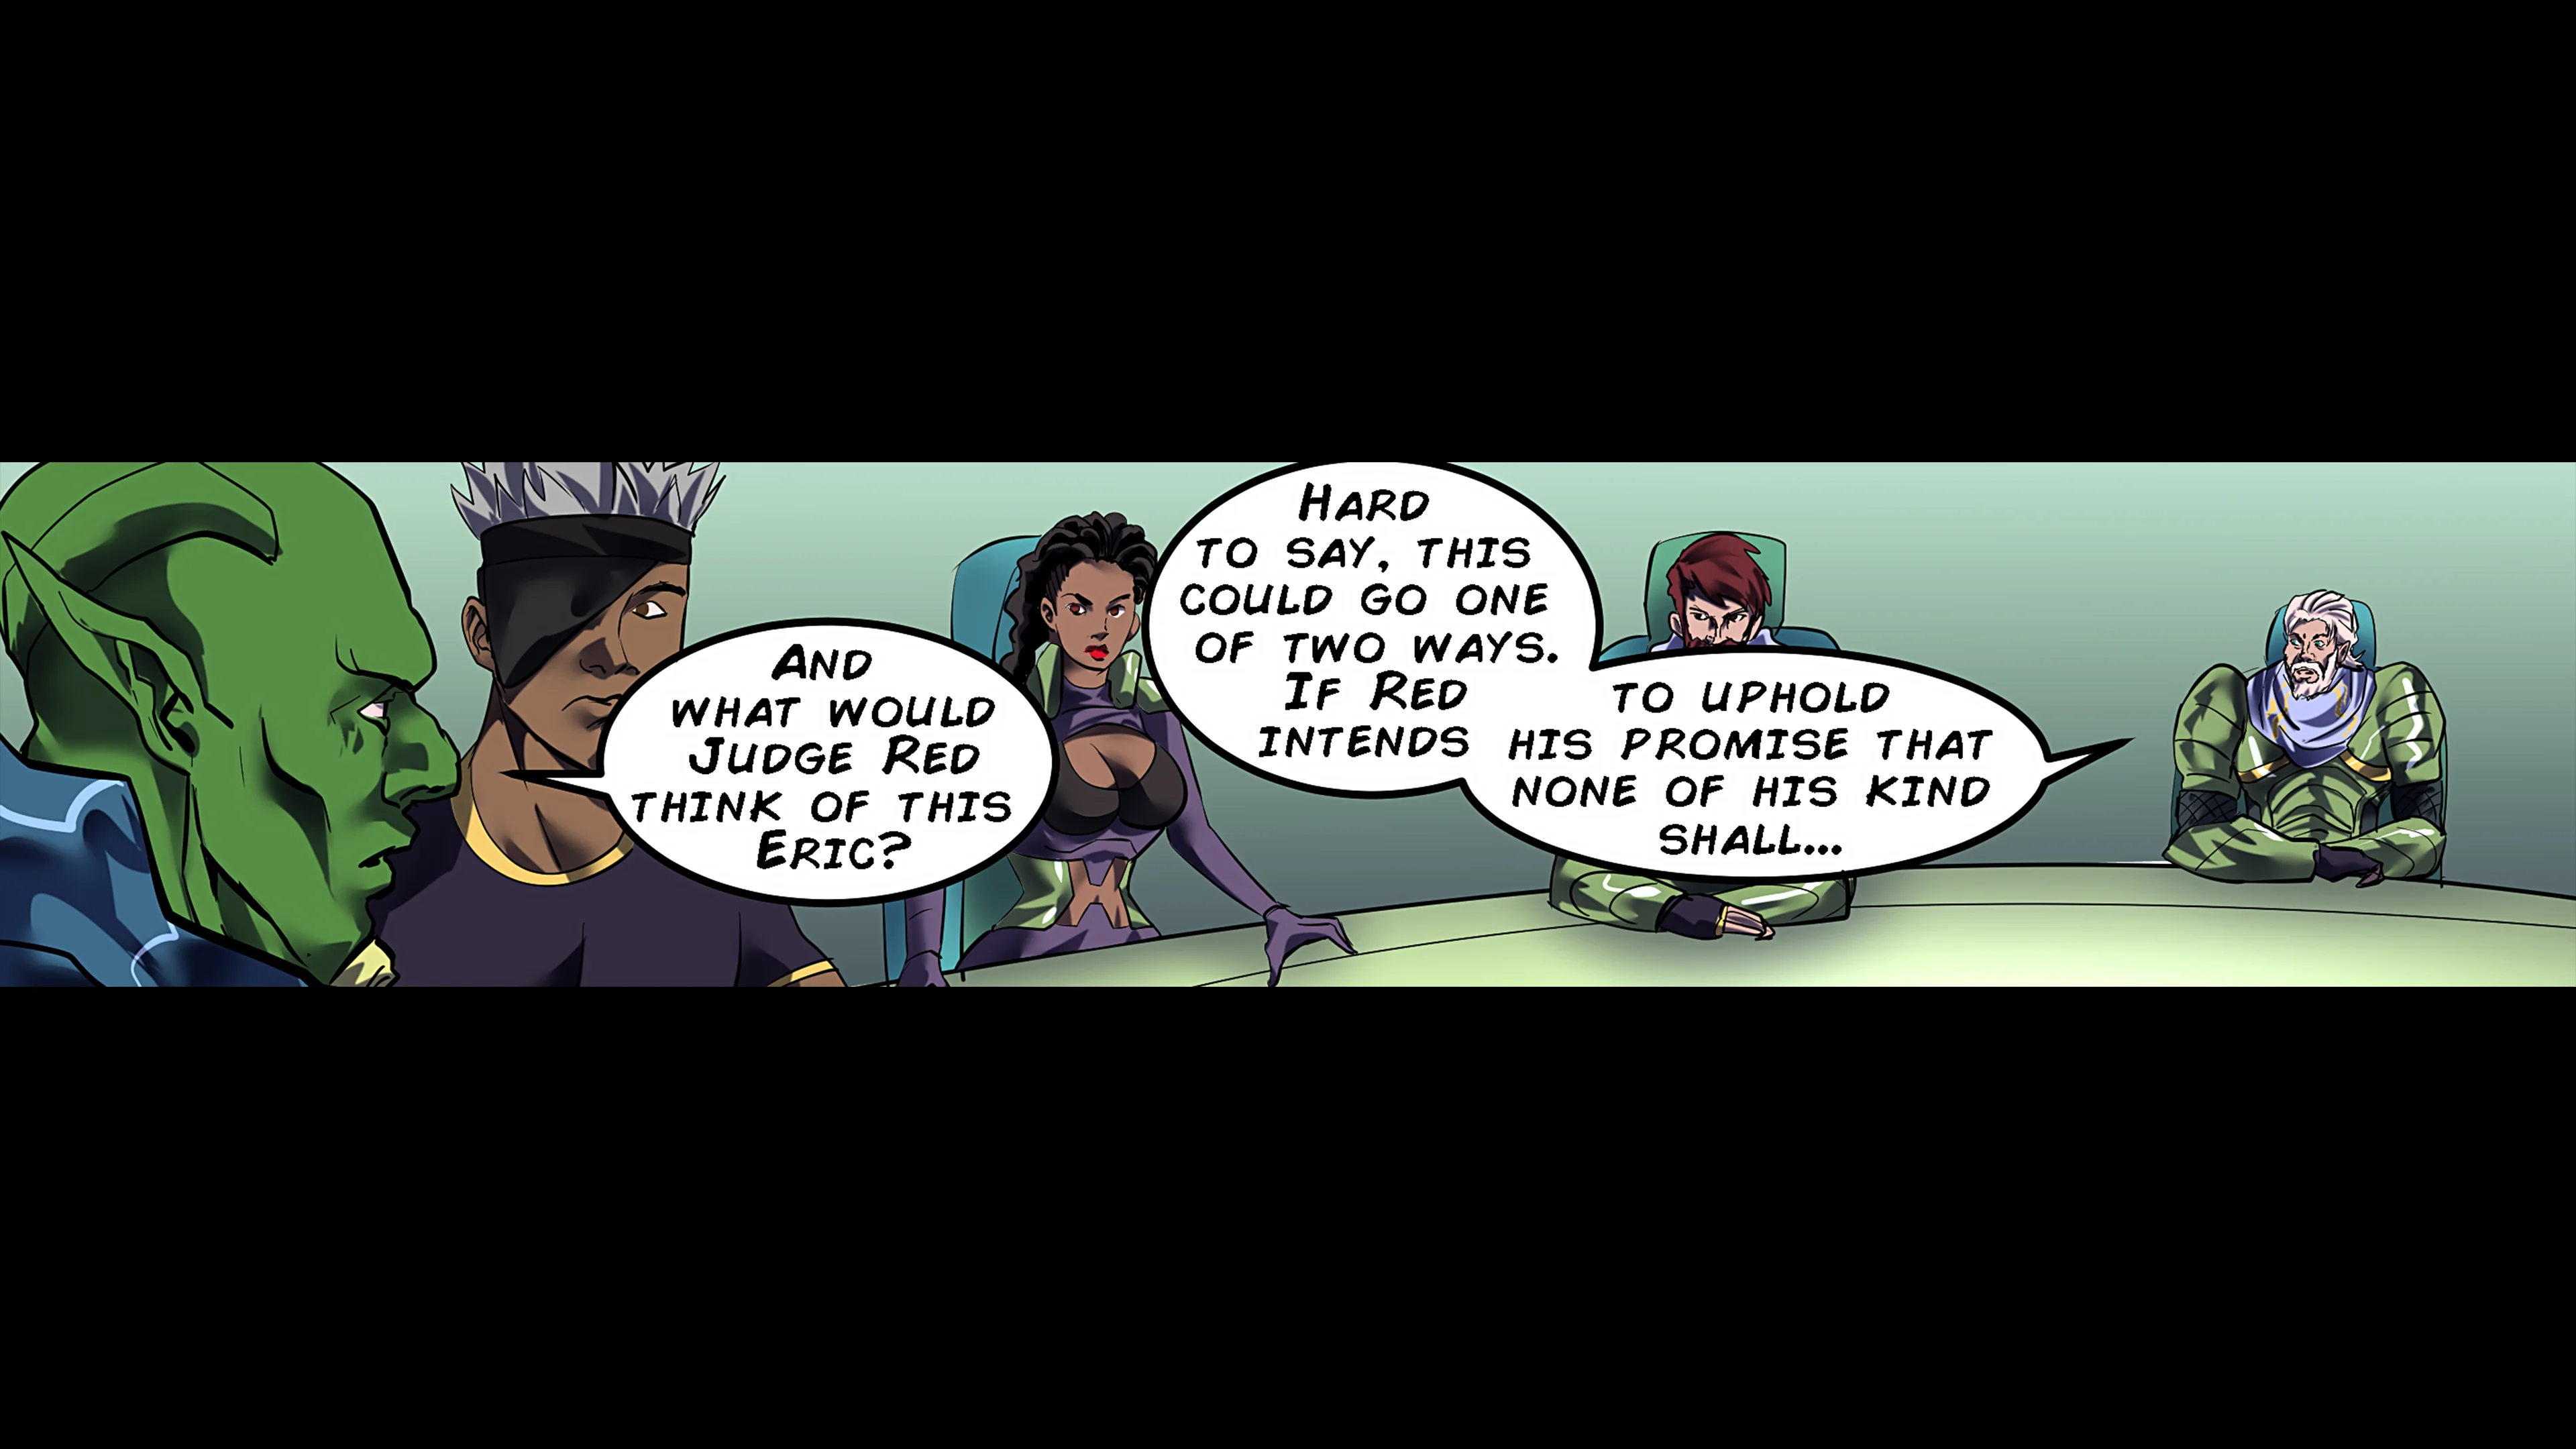 And
what would
Judge Red
think of this
Eric?
Hard
to say, this
could go one
of two ways.
If Red
intends
to uphold
his promise that
none of his kind
shall...